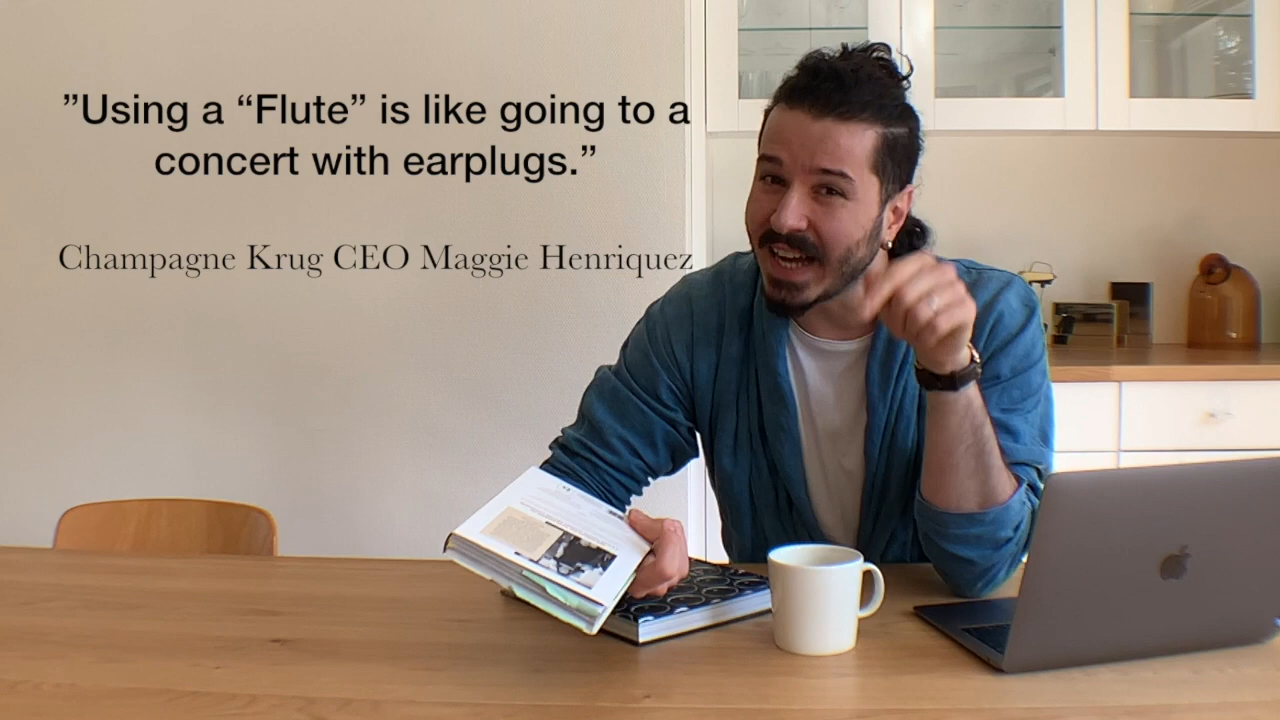 ”Using a “Flute” is like going to a
concert with earplugs.”
Champagne Krug CEO Maggie Henriquez